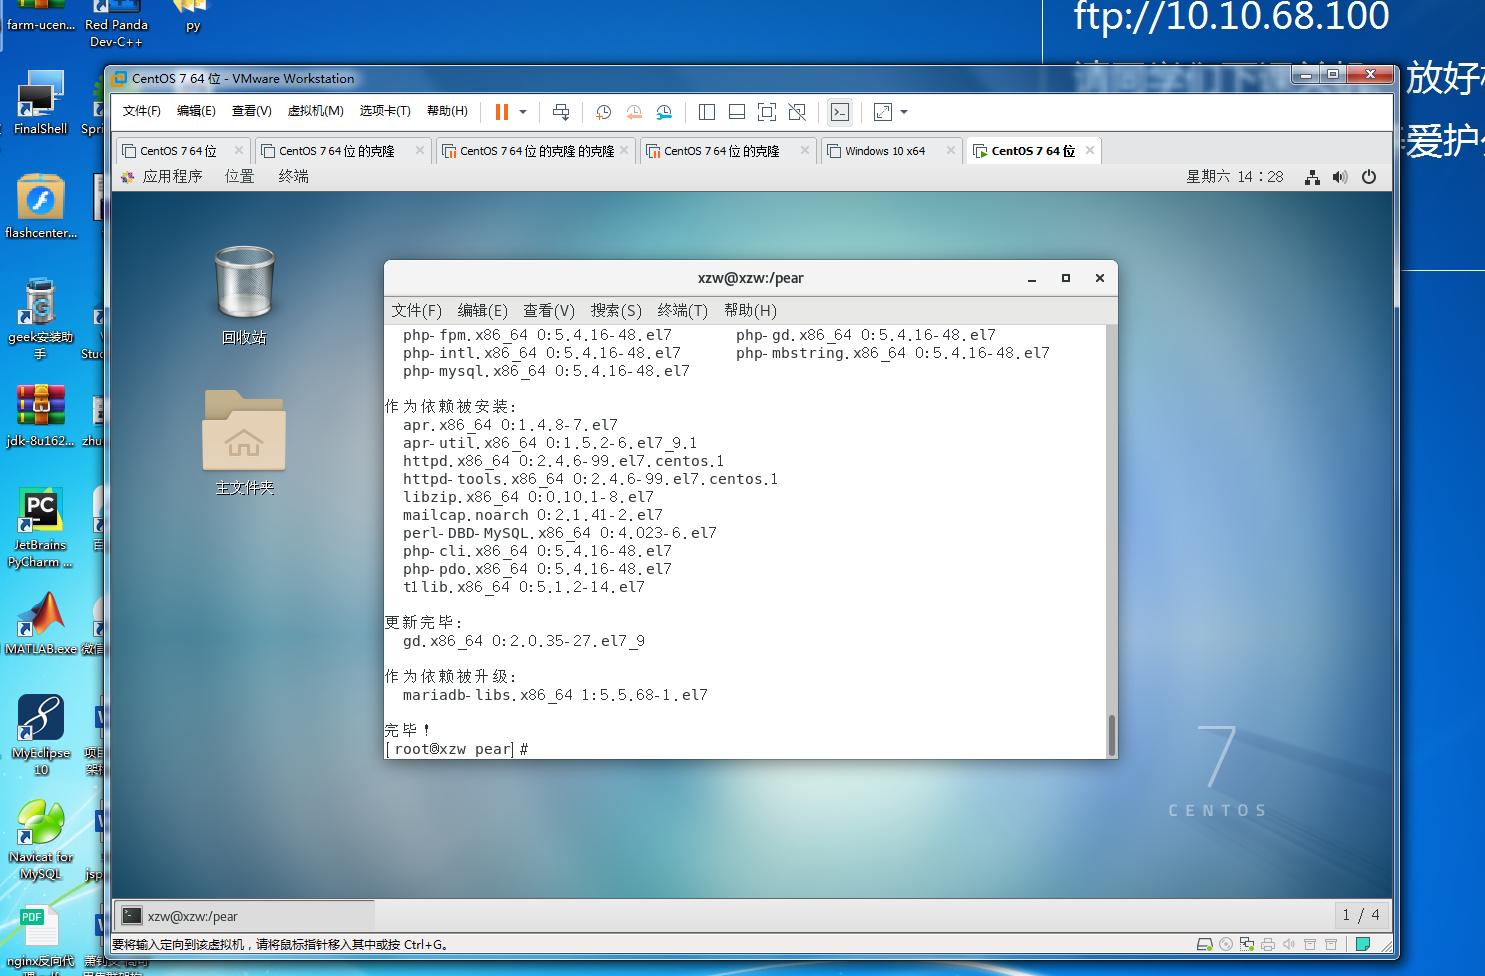 farm-ucen...
Red Panda
Dev-C++
py
ftp://10.10.68.100
放好
爱护
CentOS 7 64 位 - VMware Workstation
文件(F) 编辑(E) 查看(V) 虚拟机(M) 选项卡(T) 帮助(H)
CentOS 7 64 位
CentOS 7 64 位 的克隆
CentOS 7 64 位 的克隆 的克隆
CentOS 7 64 位 的克隆
Windows 10 x64
CentOS 7 64 位
应用程序 位置 终端
星期六 14:28
FinalShell
Spri
flashcenter...
geek安装助
手
Stuc
jdk-8u162...
zhu
JetBrains
PyCharm ...
MATLAB.exe
微信
MyEclipse
10
项目
架构
Navicat for
MySQL
jsp
PDF
nginx反向代
回收站
主文件夹
xzw@xzw:/pear
文件(F) 编辑(E) 查看(V) 搜索(S) 终端(T) 帮助(H)
php-fpm.x86_64 0:5.4.16-48.el7 php-gd.x86_64 0:5.4.16-48.el7
php-intl.x86_64 0:5.4.16-48.el7 php-mbstring.x86_64 0:5.4.16-48.el7
php-mysql.x86_64 0:5.4.16-48.el7
作为依赖被安装:
apr.x86_64 0:1.4.8-7.el7
apr-util.x86_64 0:1.5.2-6.el7_9.1
httpd.x86_64 0:2.4.6-99.el7.centos.1
httpd-tools.x86_64 0:2.4.6-99.el7.centos.1
libzip.x86_64 0:0.10.1-8.el7
mailcap.noarch 0:2.1.41-2.el7
perl-DBD-MySQL.x86_64 0:4.023-6.el7
php-cli.x86_64 0:5.4.16-48.el7
php-pdo.x86_64 0:5.4.16-48.el7
t1lib.x86_64 0:5.1.2-14.el7
更新完毕:
gd.x86_64 0:2.0.35-27.el7_9
作为依赖被升级:
mariadb-libs.x86_64 1:5.5.68-1.el7
完毕！
[root@xzw pear]#
7
CENTOS
xzw@xzw:/pear
1 / 4
要将输入定向到该虚拟机，请将鼠标指针移入其中或按 Ctrl+G。